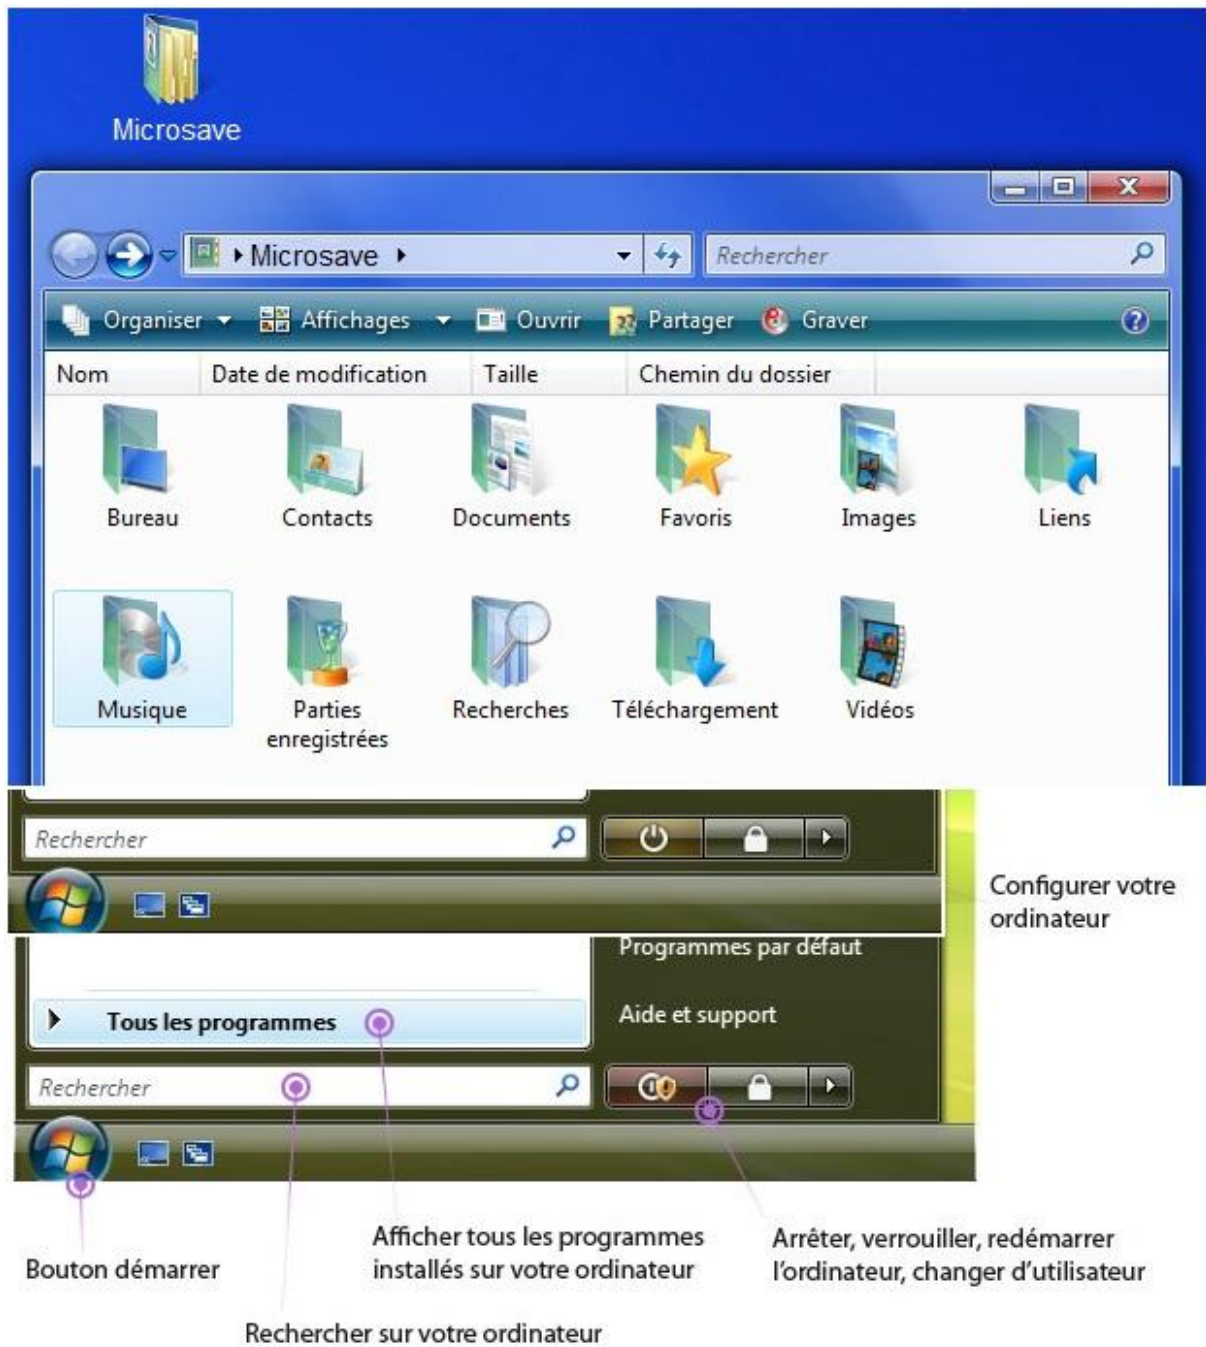 Microsave
Microsave
Rechercher
Organiser Affichages Ouvrir Partager Graver
Nom Date de modification Taille Chemin du dossier
Bureau Contacts Documents Favoris Images Liens
Musique Parties Recherches Téléchargement Vidéos
enregistrées
Rechercher
Configurer votre
ordinateur
Programmes par défaut
Tous les programmes
Aide et support
Rechercher
Bouton démarrer
Afficher tous les programmes
installés sur votre ordinateur
Arrêter, verrouiller, redémarrer
l'ordinateur, changer d'utilisateur
Rechercher sur votre ordinateur